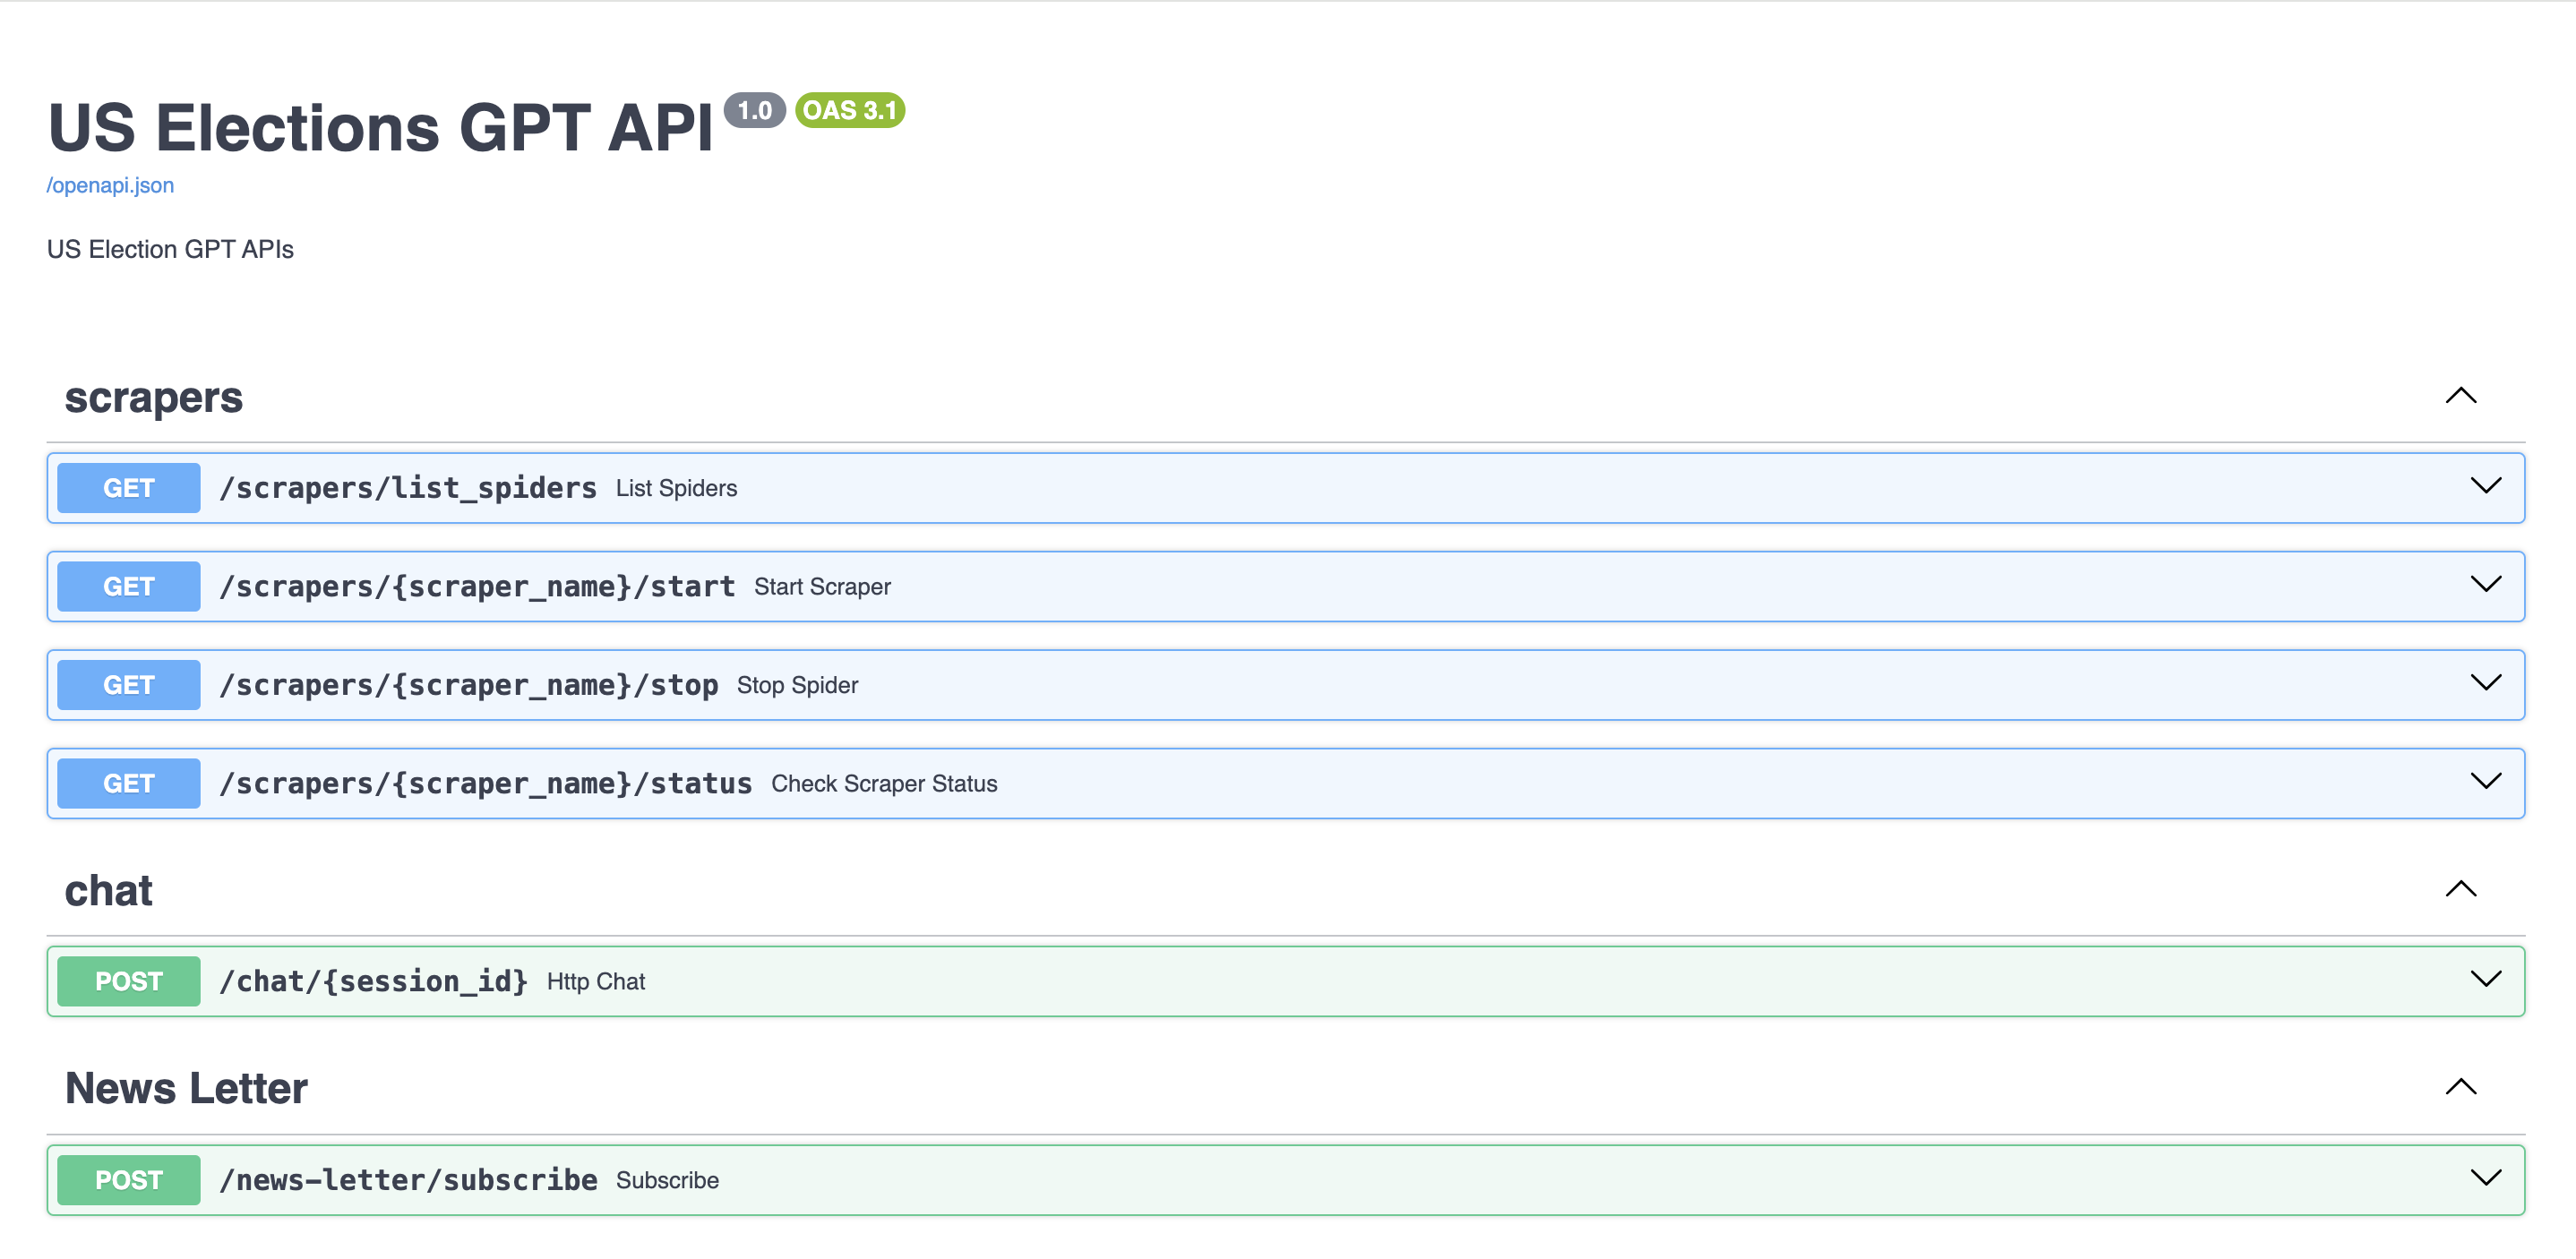 US Elections GPT API 1.0 OAS 3.1
/openapi.json
US Election GPT APIs
scrapers
GET /scrapers/list_spiders List Spiders
GET /scrapers/{scraper_name}/start Start Scraper
GET /scrapers/{scraper_name}/stop Stop Spider
GET /scrapers/{scraper_name}/status Check Scraper Status
chat
POST /chat/{session_id} Http Chat
News Letter
POST /news-letter/subscribe Subscribe